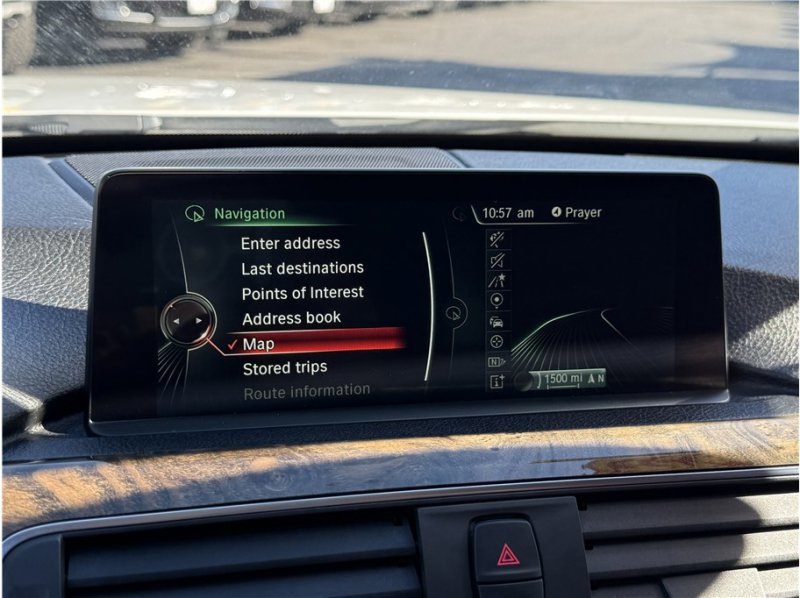 Navigation
10:57 am Prayer
Enter address
Last destinations
Points of Interest
Address book
Map
Stored trips
Route information
1500 mi N
N